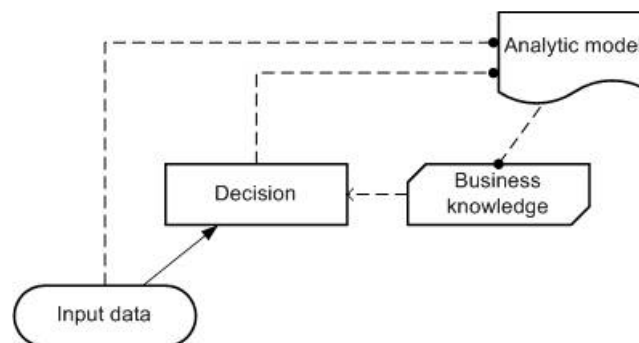 Analytic model
Decision
Business
knowledge
Input data